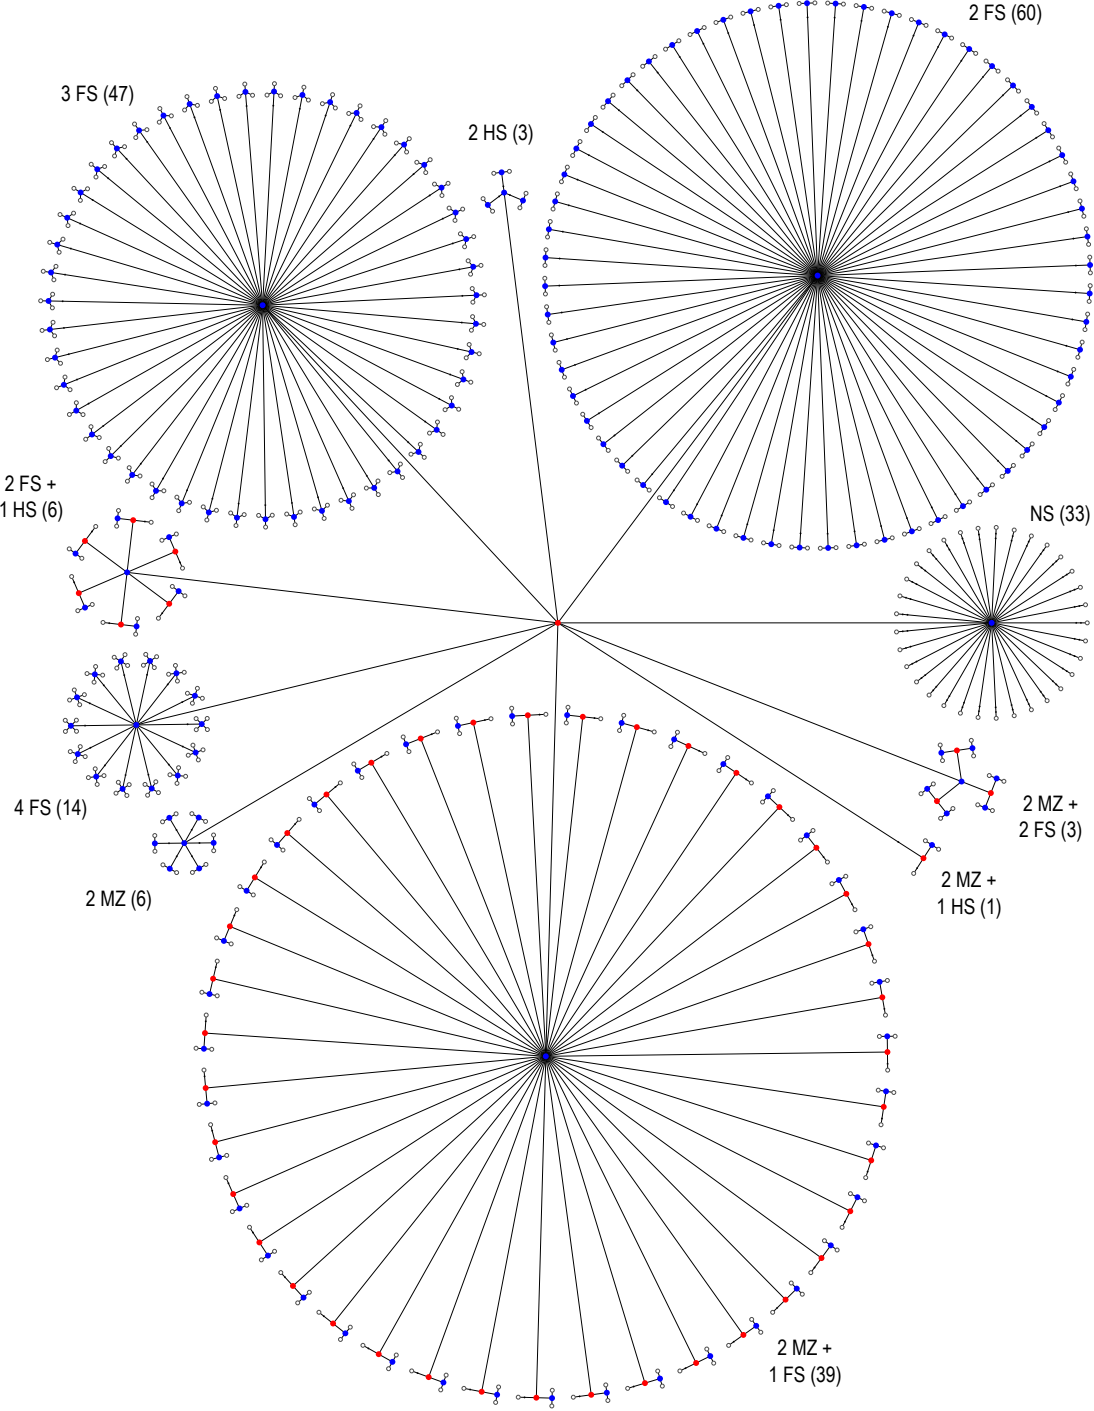 2 FS (60)
3 FS (47)
2 HS (3)
2 FS +
1 HS (6)
NS (33)
4 FS (14)
2 MZ +
2 FS (3)
2 MZ (6)
2 MZ +
1 HS (1)
2 MZ +
1 FS (39)